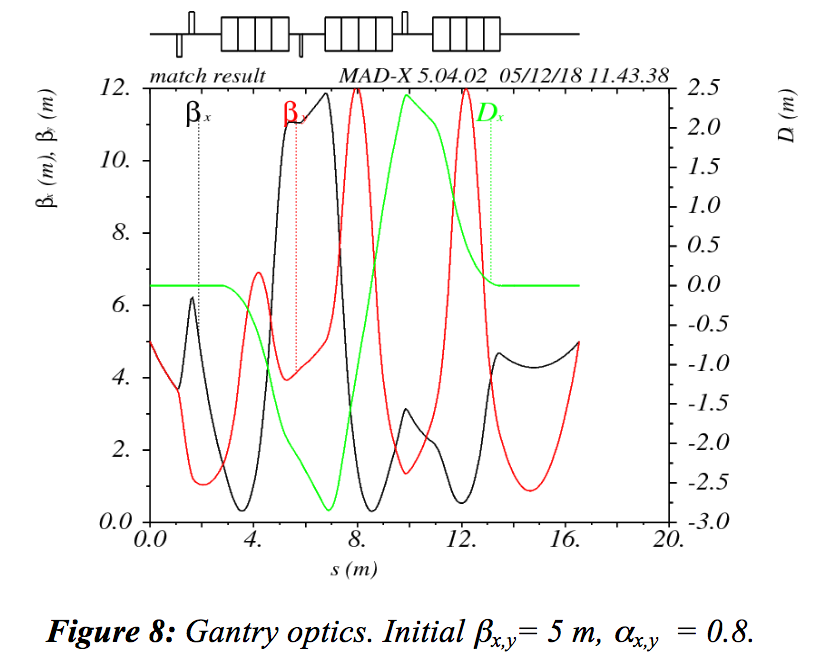 match result MAD-X 5.04.02 05/12/18 11.43.38
βx (m), βy (m)
12.
10.
8.
6.
4.
2.
0.0
βx
βy
Dx
2.5
2.0
1.5
1.0
0.5
0.0
-0.5
-1.0
-1.5
-2.0
-2.5
-3.0
D (m)
0.0 4. 8. 12. 16. 20.
s (m)
Figure 8: Gantry optics. Initial βx,y= 5 m, αx,y = 0.8.